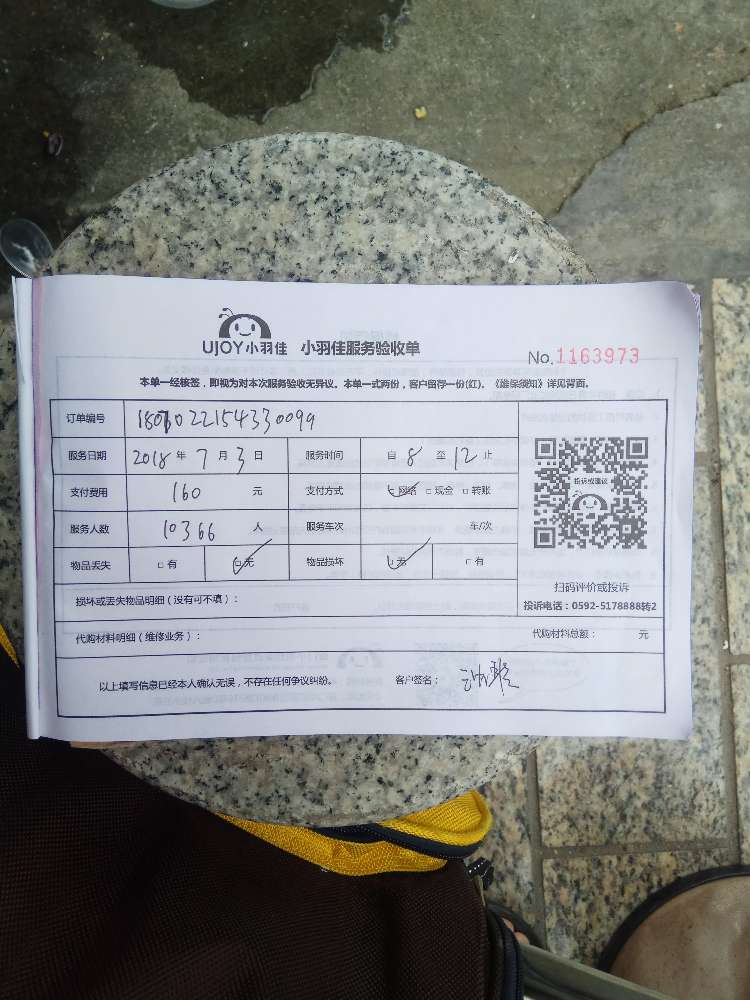 UJOY小羽佳 小羽佳服务验收单
No.1163973
本单一经核签，即视为对本次服务验收无异议。本单一式两份，客户留存一份(红)。《维保须知》详见背面。
订单编号 1807022154330099
服务日期 2018 年 7 月 3 日 服务时间 自 8 至 12 止
支付费用 160 元 支付方式 ☑网络 □现金 □转账
服务人数 10366 人 服务车次 车/次
物品丢失 □有 ☑无 物品损坏 ☑无 □有
投诉或建议
扫码评价或投诉
投诉电话：0592-5178888转2
损坏或丢失物品明细（没有可不填）：
代购材料明细（维修业务）： 代购材料总额： 元
以上填写信息已经本人确认无误，不存在任何争议纠纷。 客户签名：